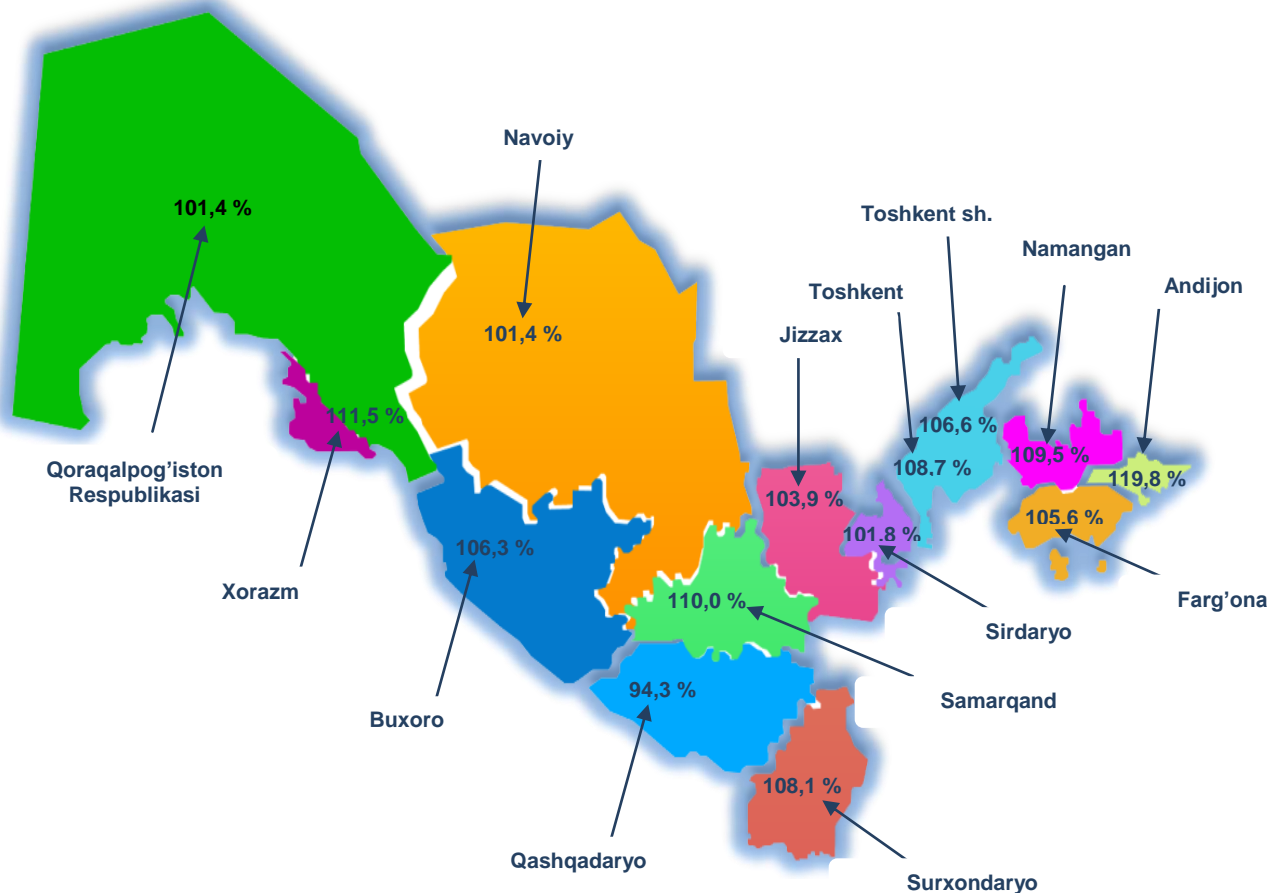 Navoiy
101,4 %
Toshkent sh.
Namangan
Andijon
Toshkent
Jizzax
101,4 %
111,5 %
106,6 %
109,5 %
108,7 %
119,8 %
Qoraqalpog’iston
Respublikasi
103,9 %
105,6 %
101,8 %
106,3 %
Xorazm
110,0 %
Farg’ona
Sirdaryo
94,3 %
Samarqand
Buxoro
108,1 %
Qashqadaryo
Surxondaryo